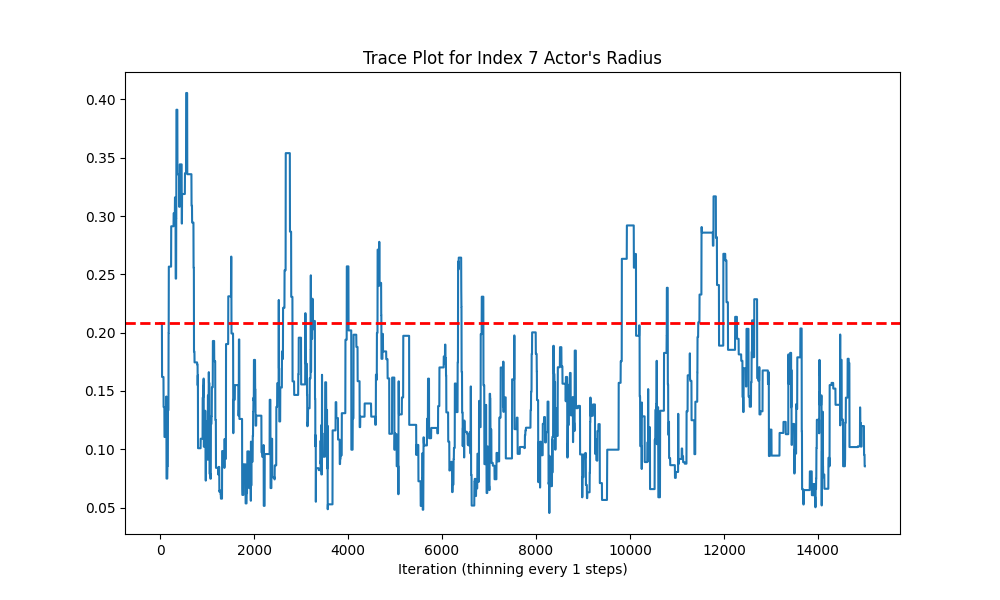 Trace Plot for Index 7 Actor's Radius
0.40
0.35
0.30
0.25
0.20
0.15
0.10
0.05
0 2000 4000 6000 8000 10000 12000 14000
Iteration (thinning every 1 steps)